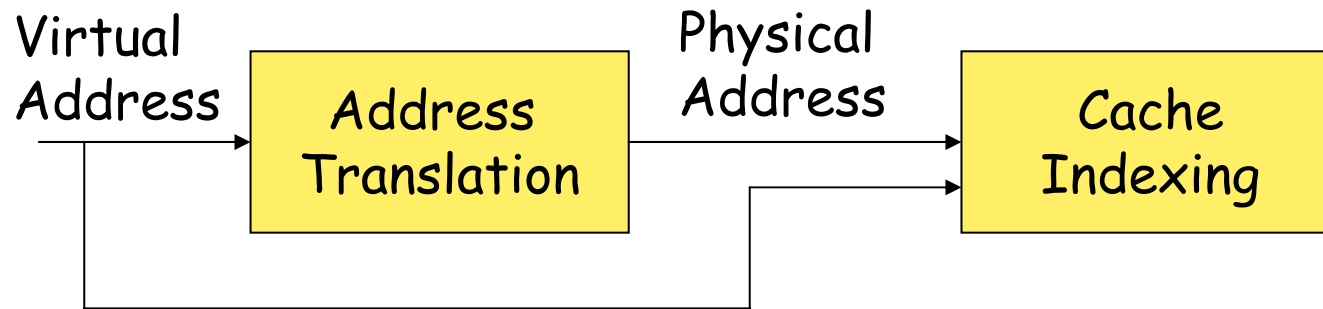 Virtual
Address
Address
Translation
Physical
Address
Cache
Indexing